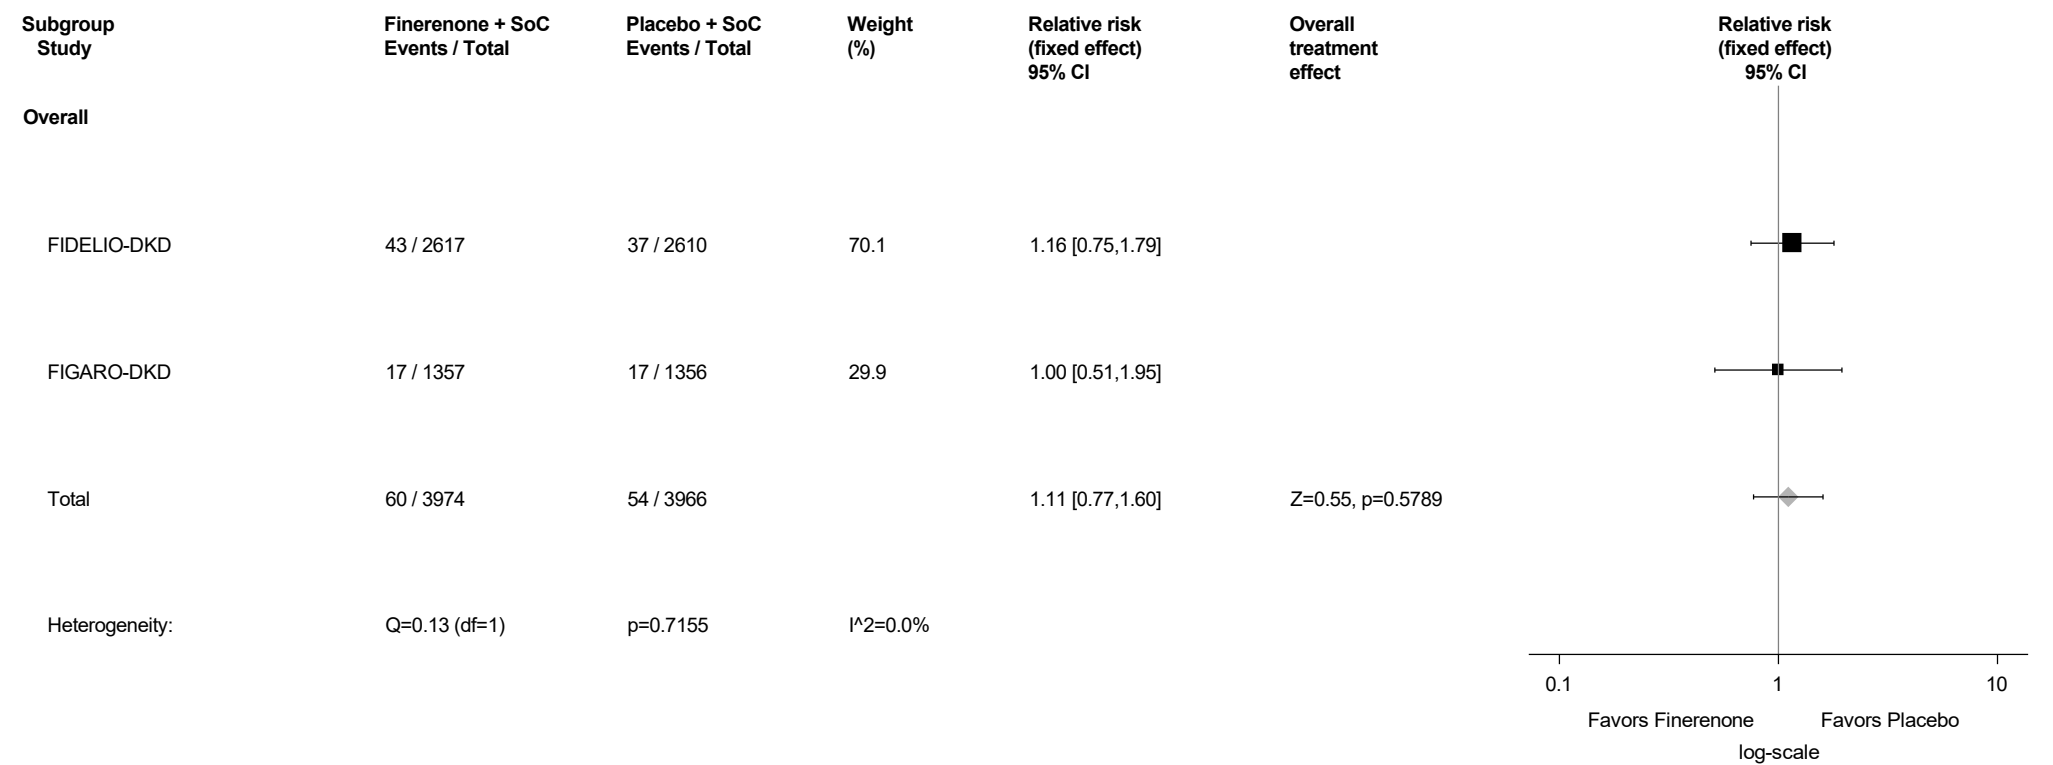 Subgroup Finerenone + SoC Placebo + SoC Weight Relative risk Overall Relative risk
Study Events / Total Events / Total (%) (fixed effect) treatment (fixed effect)
95% CI effect 95% CI
Overall
FIDELIO-DKD 43 / 2617 37 / 2610 70.1 1.16 [0.75,1.79]
FIGARO-DKD 17 / 1357 17 / 1356 29.9 1.00 [0.51,1.95]
Total 60 / 3974 54 / 3966 1.11 [0.77,1.60] Z=0.55, p=0.5789
Heterogeneity: Q=0.13 (df=1) p=0.7155 I^2=0.0%
0.1 1 10
Favors Finerenone Favors Placebo
log-scale